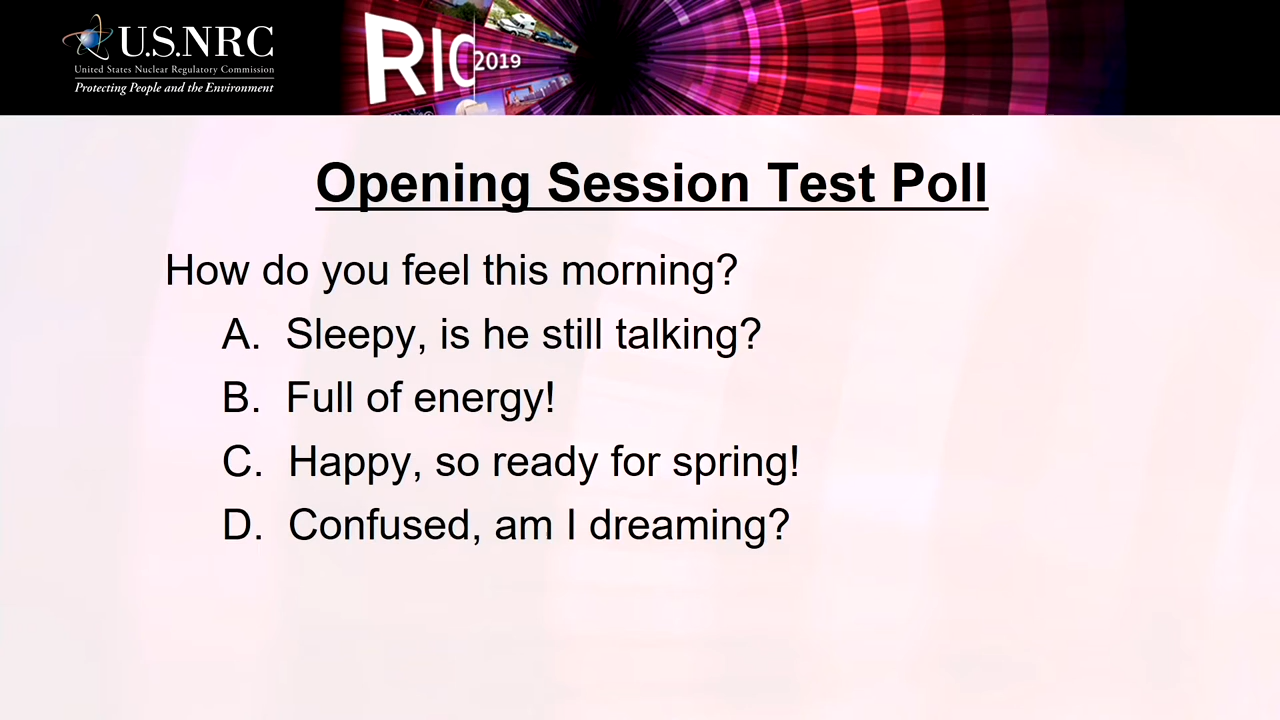 U.S.NRC
United States Nuclear Regulatory Commission
Protecting People and the Environment
RIC 2019
Opening Session Test Poll
How do you feel this morning?
A. Sleepy, is he still talking?
B. Full of energy!
C. Happy, so ready for spring!
D. Confused, am I dreaming?